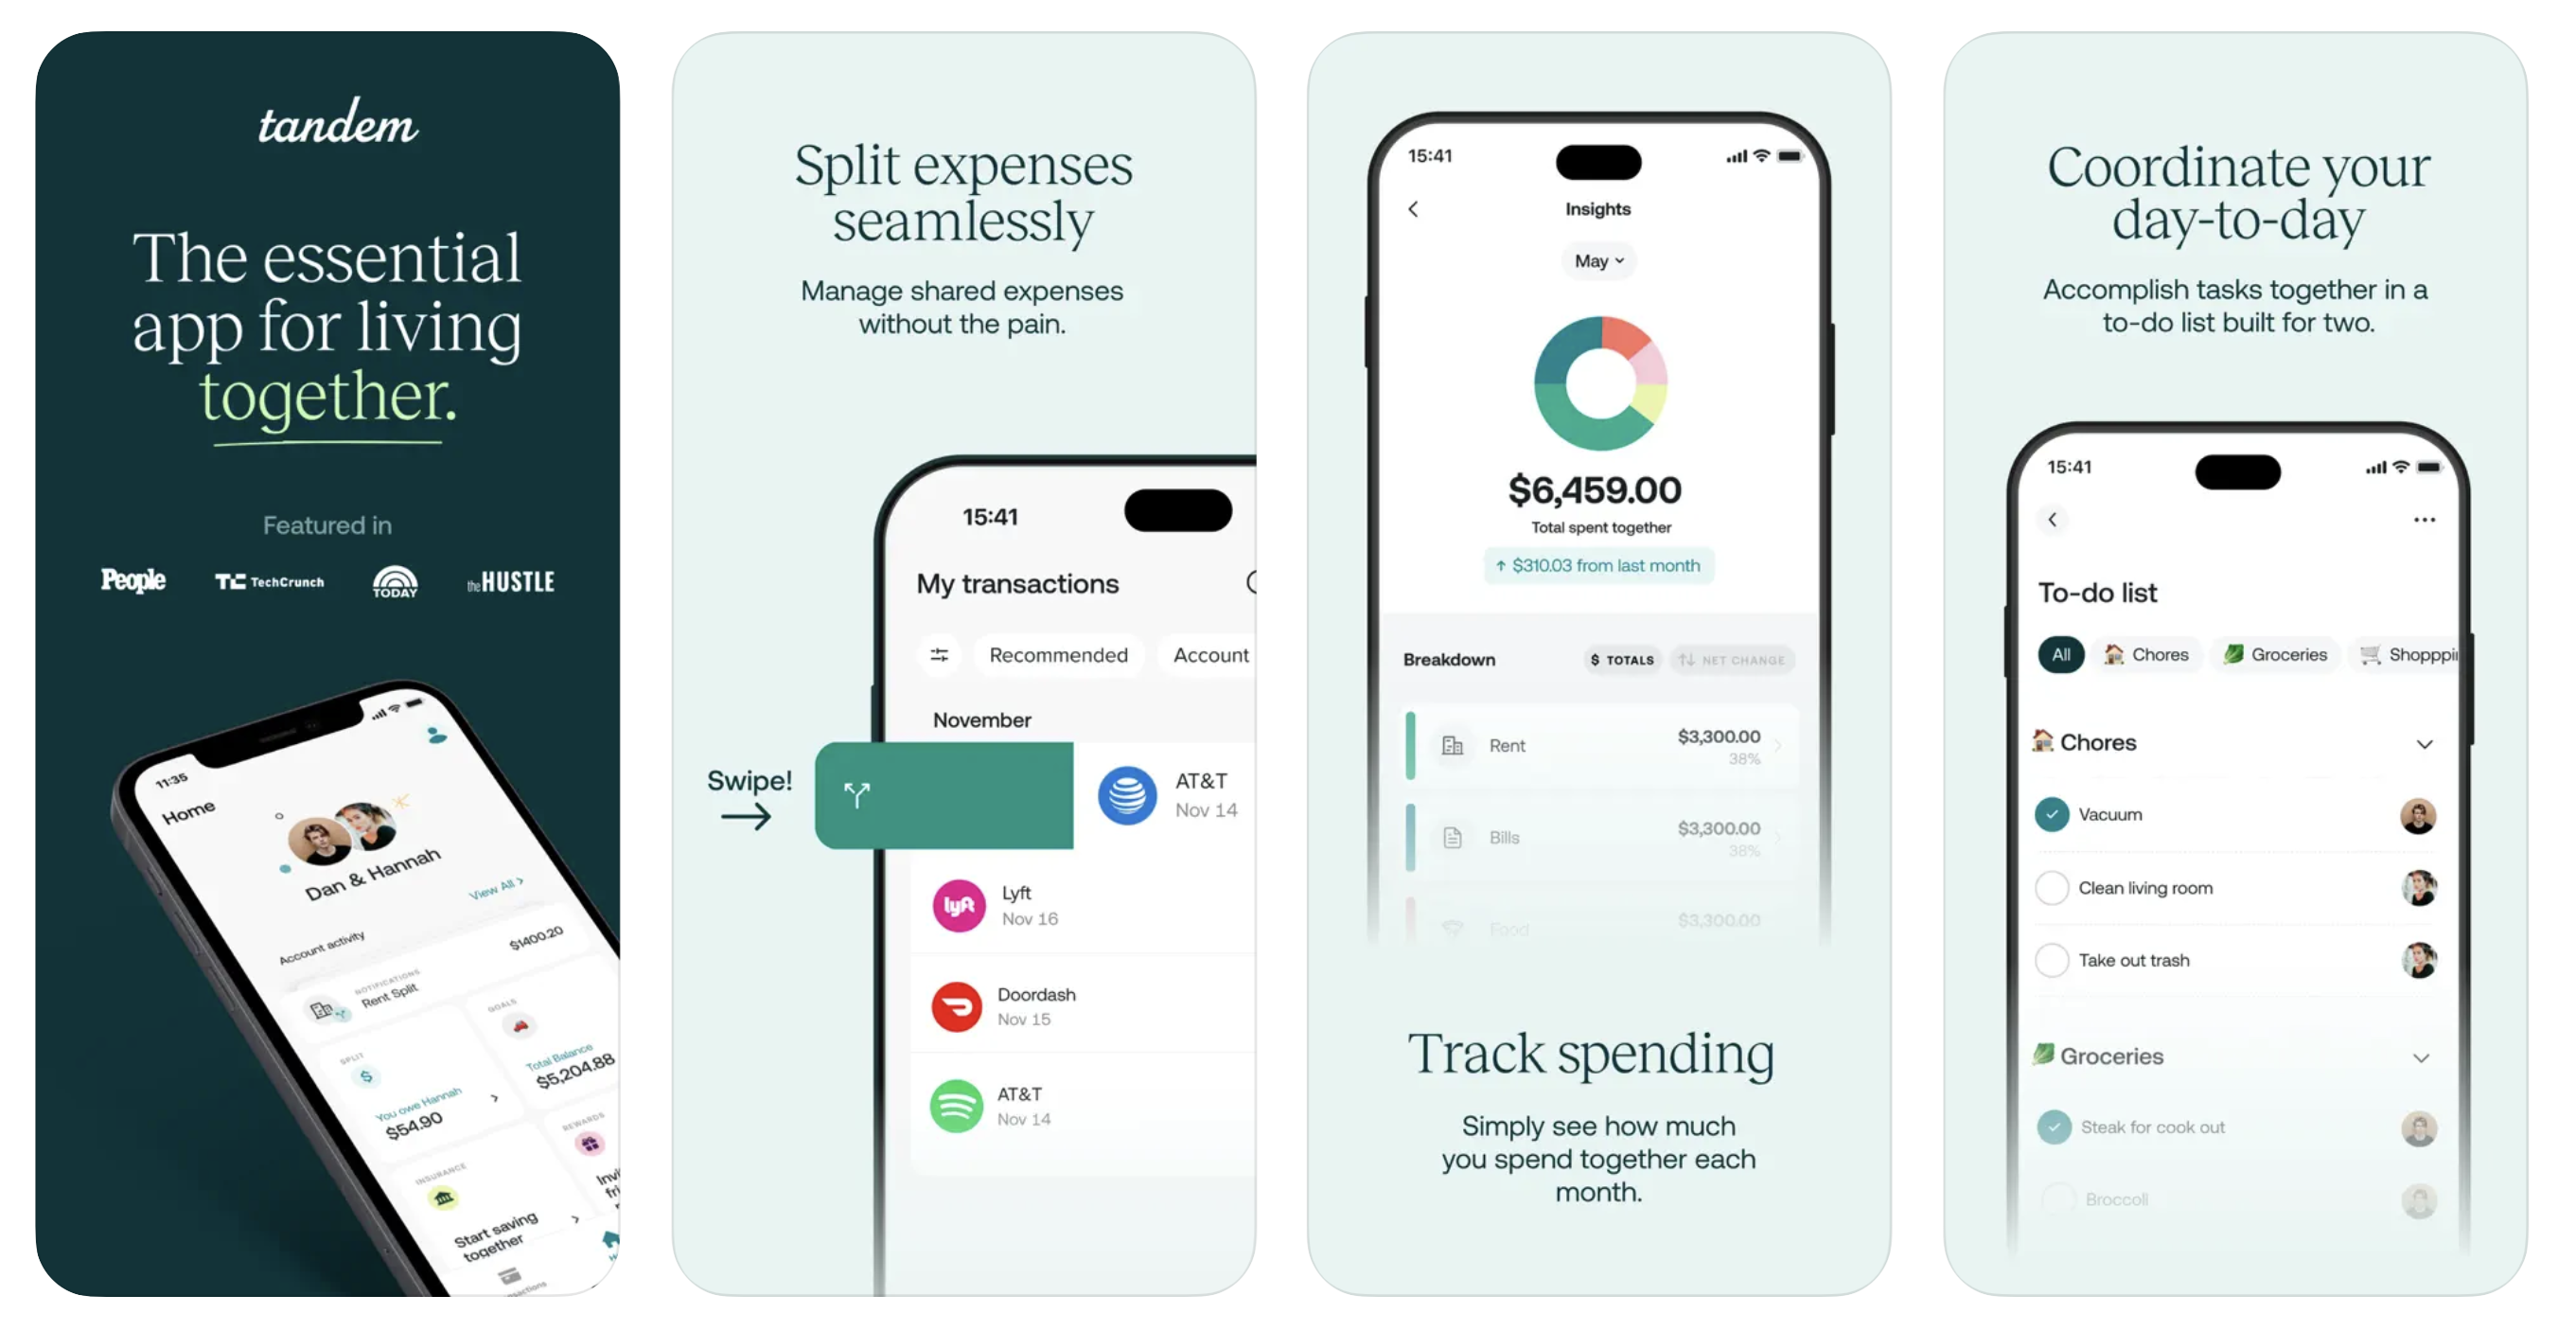 tandem
The essential
app for living
together.
Featured in
People
TechCrunch
TODAY
the HUSTLE
11:35
Home
Dan & Hannah
View All >
Account activity
NOTIFICATIONS
Rent Split
$1400.20
SPLIT
You owe Hannah
$54.90
GOALS
Total Balance
$5,204.88
INSURANCE
Start saving
together
REWARDS
Split expenses
seamlessly
Manage shared expenses
without the pain.
15:41
My transactions
Recommended
Account
November
Swipe!
AT&T
Nov 14
lyft
Lyft
Nov 16
Doordash
Nov 15
AT&T
Nov 14
15:41
Insights
May
$6,459.00
Total spent together
↑ $310.03 from last month
Breakdown
$ TOTALS
NET CHANGE
Rent
$3,300.00
38%
Bills
$3,300.00
38%
Food
$3,300.00
Track spending
Simply see how much
you spend together each
month.
Coordinate your
day-to-day
Accomplish tasks together in a
to-do list built for two.
15:41
To-do list
All
Chores
Groceries
Shopppi
Chores
Vacuum
Clean living room
Take out trash
Groceries
Steak for cook out